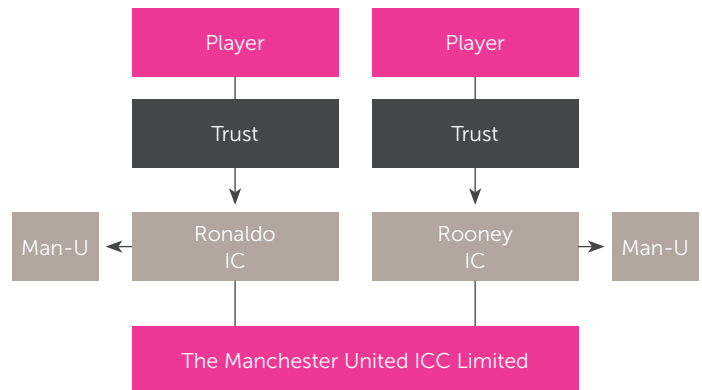 Player
Player
Trust
Trust
Man-U
Ronaldo
IC
Rooney
IC
Man-U
The Manchester United ICC Limited